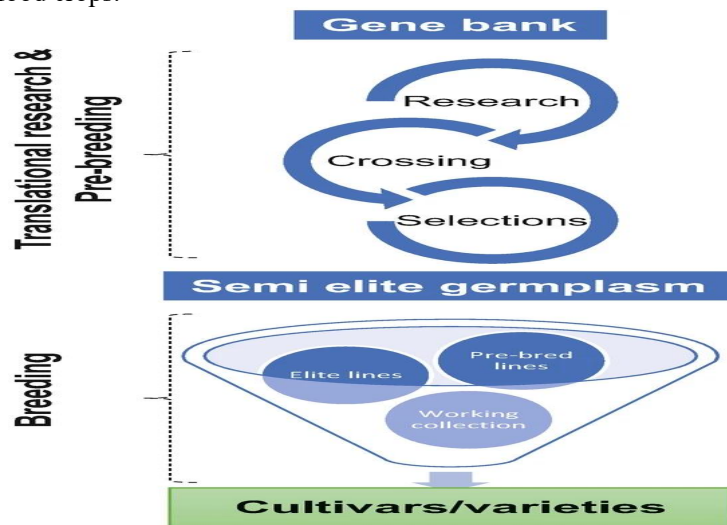 Gene bank
Translational research &
Pre-breeding
Research
Crossing
Selections
Semi elite germplasm
Breeding
Elite lines
Pre-bred
lines
Working
collection
Cultivars/varieties